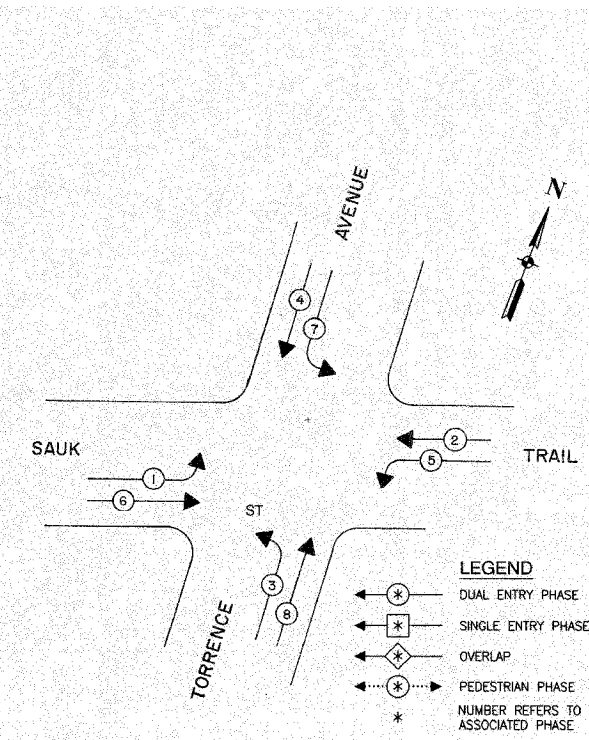 AVENUE
N
4
7
SAUK
2
5
TRAIL
1
6
ST
3
8
TORRENCE
LEGEND
* DUAL ENTRY PHASE
* SINGLE ENTRY PHASE
* OVERLAP
* PEDESTRIAN PHASE
* NUMBER REFERS TO
ASSOCIATED PHASE